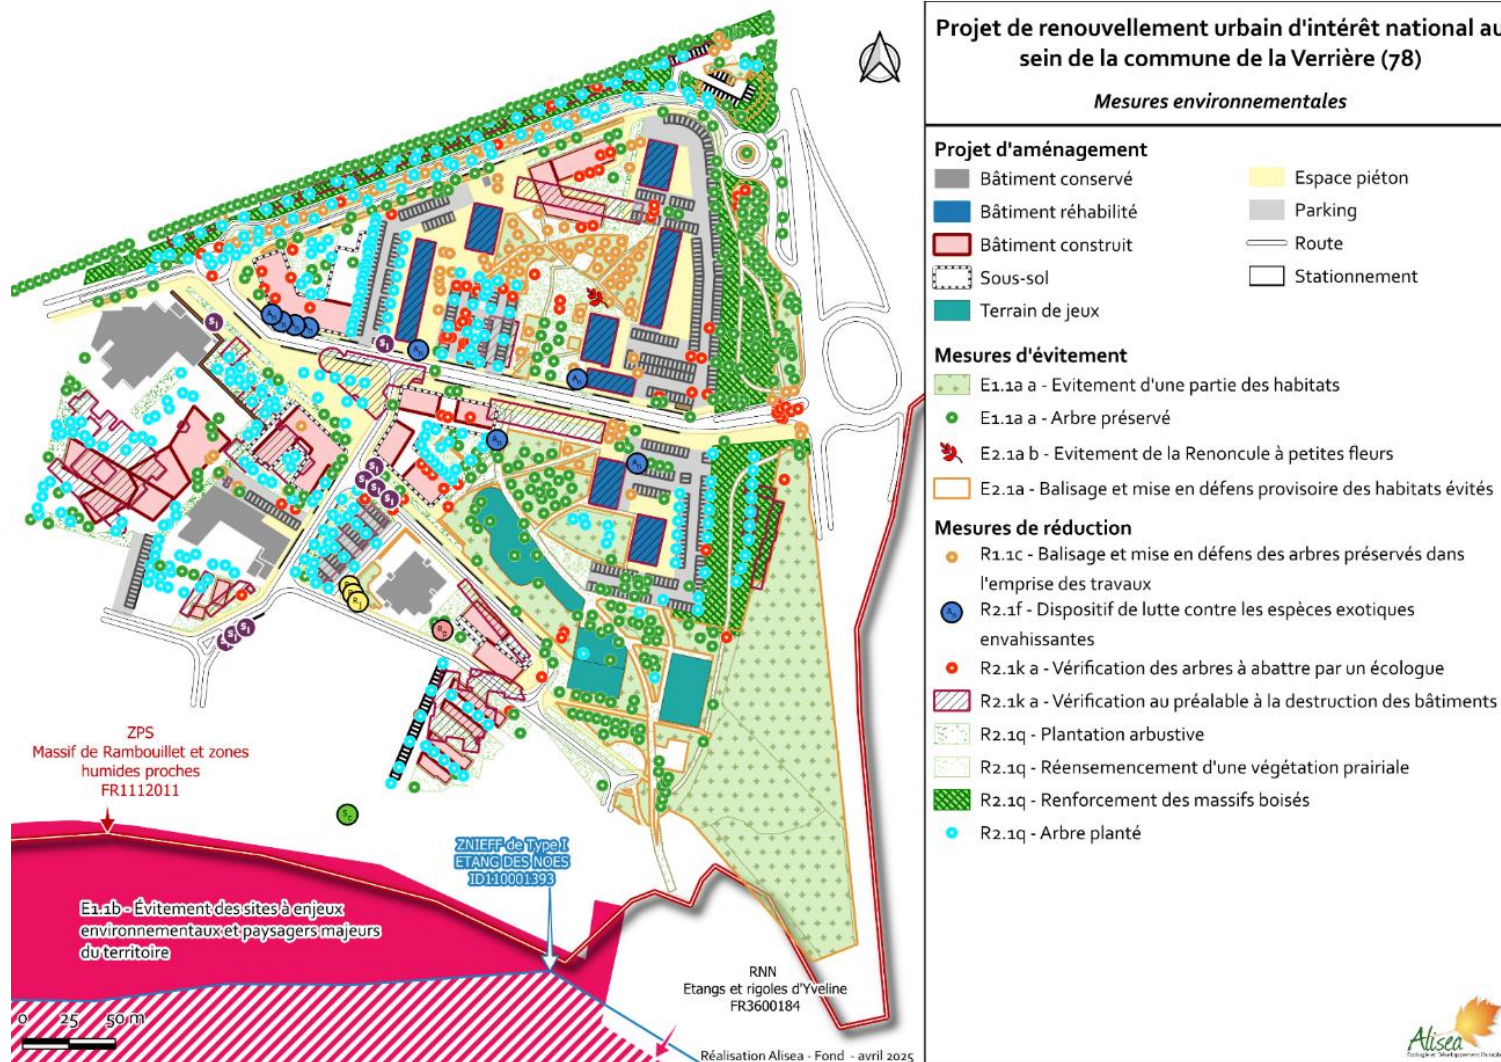 Projet de renouvellement urbain d'intérêt national au
sein de la commune de la Verrière (78)
Mesures environnementales
Projet d'aménagement
Bâtiment conservé
Bâtiment réhabilité
Bâtiment construit
Sous-sol
Terrain de jeux
Espace piéton
Parking
Route
Stationnement
Mesures d'évitement
E1.1a a - Evitement d'une partie des habitats
E1.1a a - Arbre préservé
E2.1a b - Evitement de la Renoncule à petites fleurs
E2.1a - Balisage et mise en défens provisoire des habitats évités
Mesures de réduction
R1.1c - Balisage et mise en défens des arbres préservés dans
l'emprise des travaux
An
R2.1f - Dispositif de lutte contre les espèces exotiques
envahissantes
R2.1k a - Vérification des arbres à abattre par un écologue
R2.1k a - Vérification au préalable à la destruction des bâtiments
R2.1q - Plantation arbustive
R2.1q - Réensemencement d'une végétation prairiale
R2.1q - Renforcement des massifs boisés
R2.1q - Arbre planté
ZPS
Massif de Rambouillet et zones
humides proches
FR1112011
ZNIEFF de Type I
ETANG DES NOES
ID110001393
E1.1b - Évitement des sites à enjeux
environnementaux et paysagers majeurs
du territoire
RNN
Etangs et rigoles d'Yveline
FR3600184
0 25 50 m
Réalisation Alisea - Fond - avril 2025
Alisea